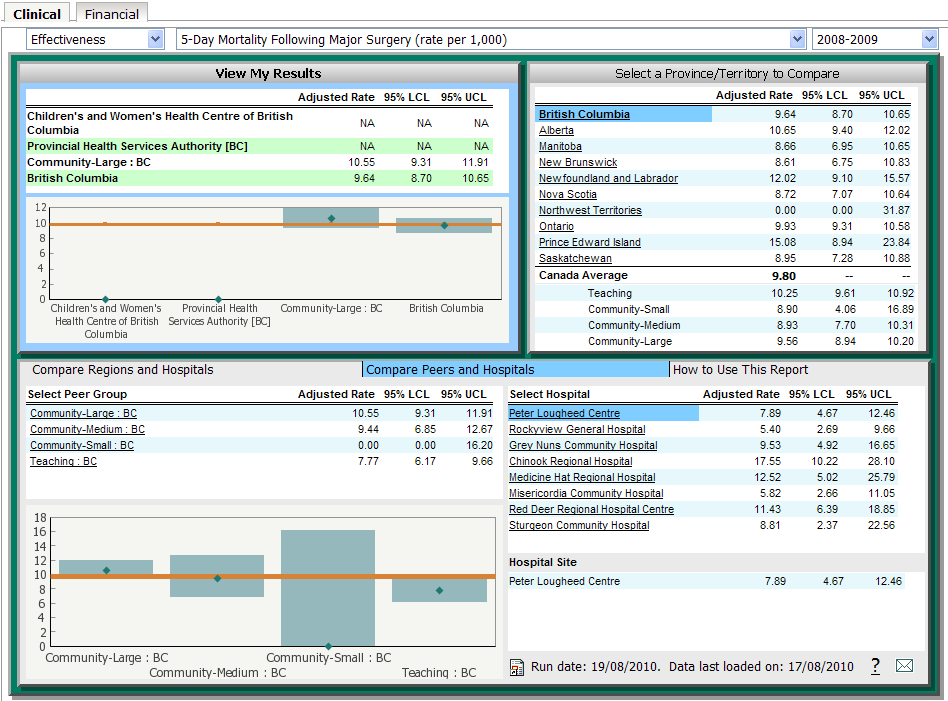 Clinical Financial
Effectiveness 5-Day Mortality Following Major Surgery (rate per 1,000) 2008-2009
View My Results
Adjusted Rate 95% LCL 95% UCL
Children's and Women's Health Centre of British
Columbia NA NA NA
Provincial Health Services Authority [BC] NA NA NA
Community-Large : BC 10.55 9.31 11.91
British Columbia 9.64 8.70 10.65
12
10
8
6
4
2
0
Children's and Women's Provincial Health Community-Large : BC British Columbia
Health Centre of British Services Authority [BC]
Columbia
Select a Province/Territory to Compare
Adjusted Rate 95% LCL 95% UCL
British Columbia 9.64 8.70 10.65
Alberta 10.65 9.40 12.02
Manitoba 8.66 6.95 10.65
New Brunswick 8.61 6.75 10.83
Newfoundland and Labrador 12.02 9.10 15.57
Nova Scotia 8.72 7.07 10.64
Northwest Territories 0.00 0.00 31.87
Ontario 9.93 9.31 10.58
Prince Edward Island 15.08 8.94 23.84
Saskatchewan 8.95 7.28 10.88
Canada Average 9.80 -- --
Teaching 10.25 9.61 10.92
Community-Small 8.90 4.06 16.89
Community-Medium 8.93 7.70 10.31
Community-Large 9.56 8.94 10.20
Compare Regions and Hospitals Compare Peers and Hospitals How to Use This Report
Select Peer Group Adjusted Rate 95% LCL 95% UCL
Community-Large : BC 10.55 9.31 11.91
Community-Medium : BC 9.44 6.85 12.67
Community-Small : BC 0.00 0.00 16.20
Teaching : BC 7.77 6.17 9.66
18
16
14
12
10
8
6
4
2
0
Community-Large : BC Community-Small : BC
Community-Medium : BC Teaching : BC
Select Hospital Adjusted Rate 95% LCL 95% UCL
Peter Lougheed Centre 7.89 4.67 12.46
Rockyview General Hospital 5.40 2.69 9.66
Grey Nuns Community Hospital 9.53 4.92 16.65
Chinook Regional Hospital 17.55 10.22 28.10
Medicine Hat Regional Hospital 12.52 5.02 25.79
Misericordia Community Hospital 5.82 2.66 11.05
Red Deer Regional Hospital Centre 11.43 6.39 18.85
Sturgeon Community Hospital 8.81 2.37 22.56
Hospital Site
Peter Lougheed Centre 7.89 4.67 12.46
Run date: 19/08/2010. Data last loaded on: 17/08/2010 ?